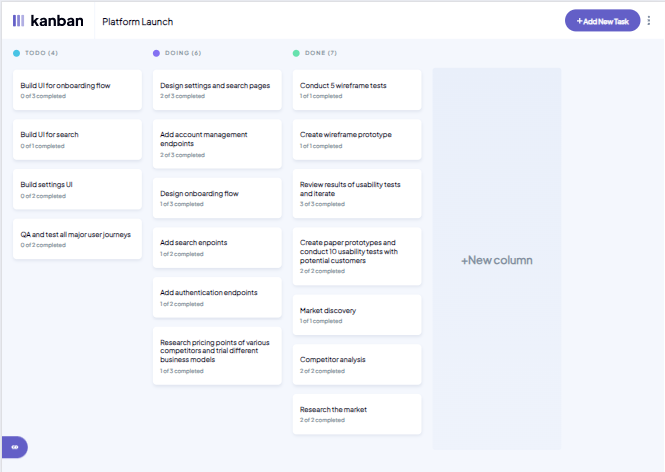 kanban
Platform Launch
+Add New Task
TODO (4)
Build UI for onboarding flow
0 of 3 completed
Build UI for search
0 of 1 completed
Build settings UI
0 of 2 completed
QA and test all major user journeys
0 of 2 completed
DOING (6)
Design settings and search pages
2 of 3 completed
Add account management
endpoints
2 of 3 completed
Design onboarding flow
1 of 3 completed
Add search enpoints
1 of 2 completed
Add authentication endpoints
1 of 2 completed
Research pricing points of various
competitors and trial different
business models
1 of 3 completed
DONE (7)
Conduct 5 wireframe tests
1 of 1 completed
Create wireframe prototype
1 of 1 completed
Review results of usability tests
and iterate
3 of 3 completed
Create paper prototypes and
conduct 10 usability tests with
potential customers
2 of 2 completed
Market discovery
1 of 1 completed
Competitor analysis
2 of 2 completed
Research the market
2 of 2 completed
+New column